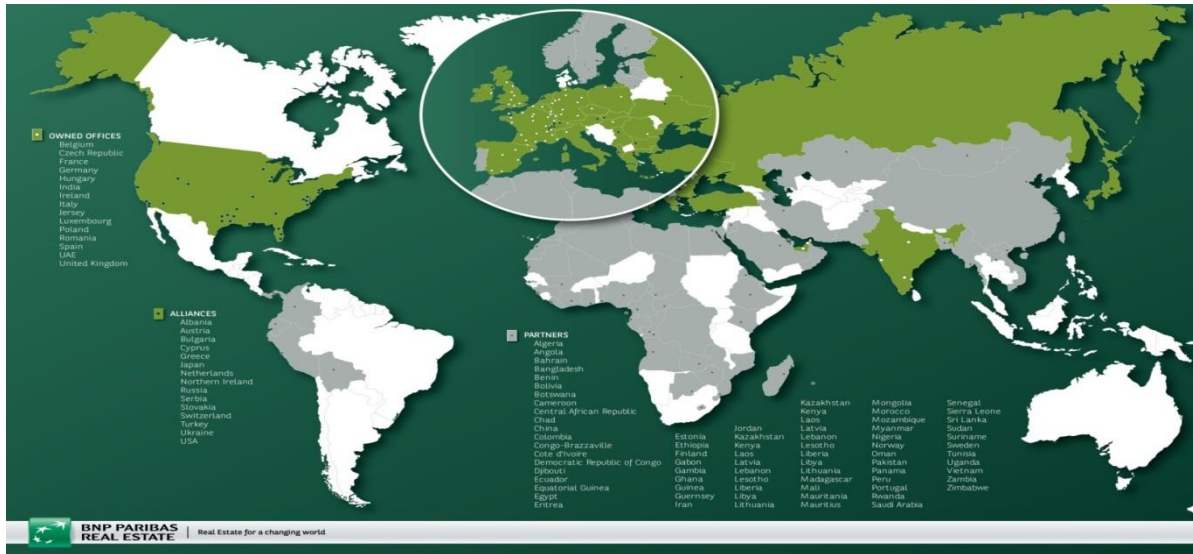 OWNED OFFICES
Belgium
Czech Republic
France
Germany
Hungary
India
Ireland
Italy
Jersey
Luxembourg
Poland
Romania
Spain
UAE
United Kingdom
ALLIANCES
Albania
Austria
Bulgaria
Cyprus
Greece
Japan
Netherlands
Northern Ireland
Russia
Serbia
Slovakia
Switzerland
Turkey
Ukraine
USA
PARTNERS
Algeria
Angola
Bahrain
Bangladesh
Benin
Bolivia
Botswana
Cameroon
Central African Republic
Chad
China
Colombia
Congo-Brazzaville
Cote d'Ivoire
Democratic Republic of Congo
Djibouti
Ecuador
Equatorial Guinea
Egypt
Eritrea
Estonia
Ethiopia
Finland
Gabon
Gambia
Ghana
Guinea
Guernsey
Iran
Jordan
Kazakhstan
Kenya
Laos
Latvia
Lebanon
Lesotho
Liberia
Libya
Lithuania
Kazakhstan
Kenya
Laos
Latvia
Lebanon
Lesotho
Liberia
Libya
Lithuania
Madagascar
Mali
Mauritania
Mauritius
Mongolia
Morocco
Mozambique
Myanmar
Nigeria
Norway
Oman
Pakistan
Panama
Peru
Portugal
Rwanda
Saudi Arabia
Senegal
Sierra Leone
Sri Lanka
Sudan
Suriname
Sweden
Tunisia
Uganda
Vietnam
Zambia
Zimbabwe
BNP PARIBAS
REAL ESTATE
Real Estate for a changing world